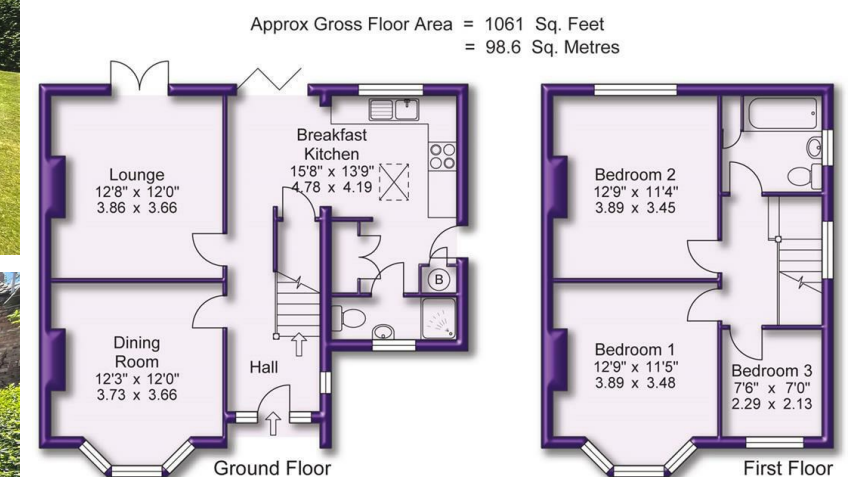 Approx Gross Floor Area = 1061 Sq. Feet
= 98.6 Sq. Metres
Lounge
12'8" x 12'0"
3.86 x 3.66
Breakfast
Kitchen
15'8" x 13'9"
4.78 x 4.19
B
Dining
Room
12'3" x 12'0"
3.73 x 3.66
Hall
Ground Floor
Bedroom 2
12'9" x 11'4"
3.89 x 3.45
Bedroom 1
12'9" x 11'5"
3.89 x 3.48
Bedroom 3
7'6" x 7'0"
2.29 x 2.13
First Floor